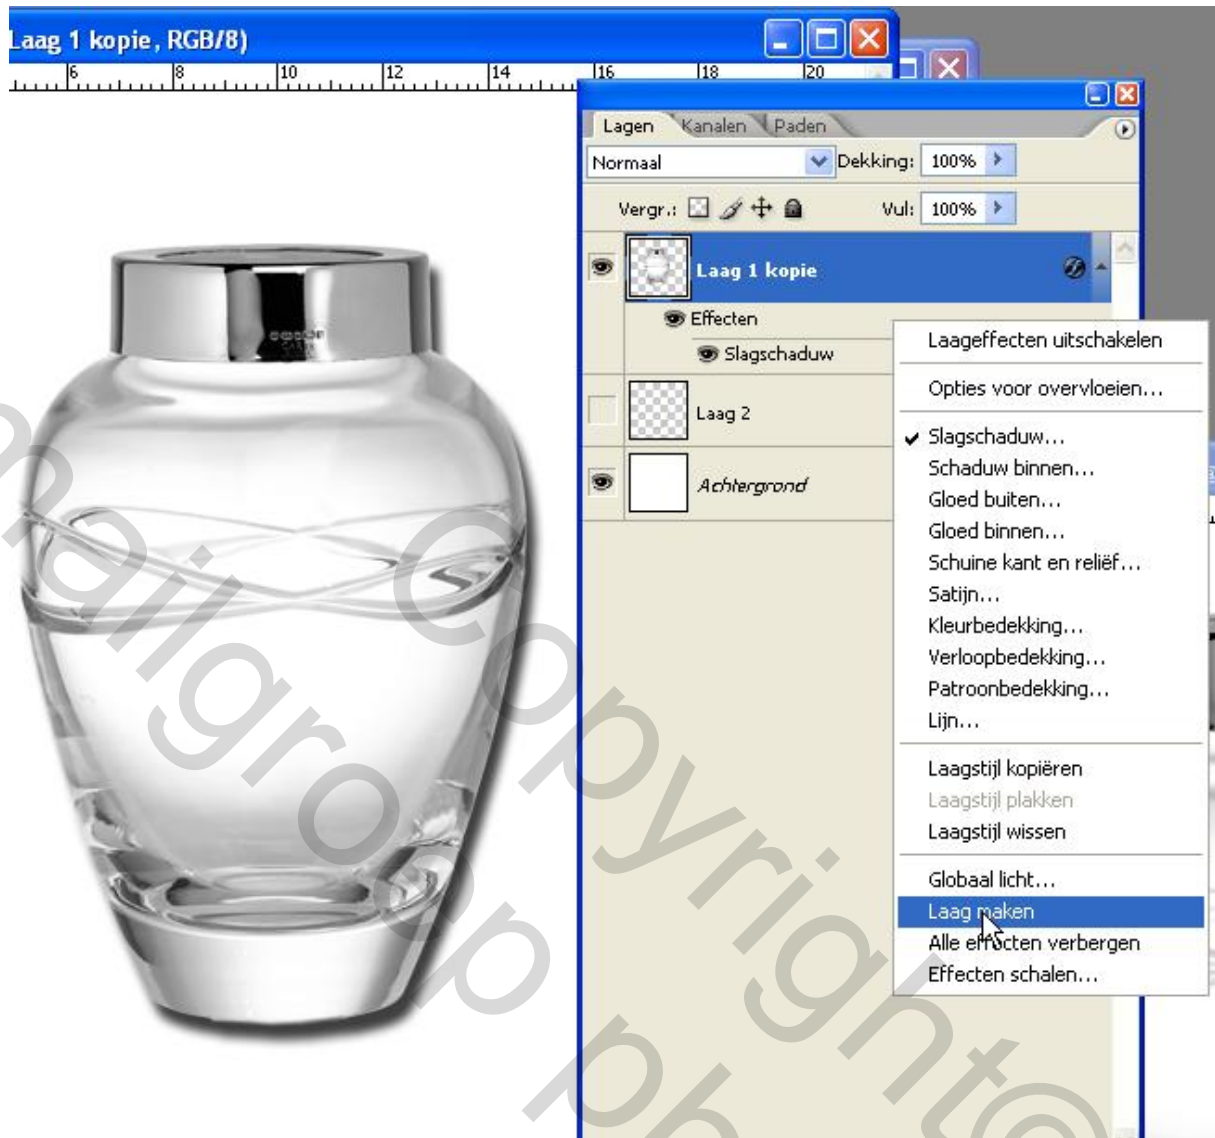 Laag 1 kopie, RGB/8)
6 8 10 12 14 16 18 20
Lagen Kanalen Paden
Normaal Dekking: 100%
Vergr.: Vul: 100%
Laag 1 kopie
Effecten
Slagschaduw
Laag 2
Achtergrond
Laageffecten uitschakelen
Opties voor overvloeien...
Slagschaduw...
Schaduw binnen...
Gloed buiten...
Gloed binnen...
Schuine kant en reliëf...
Satijn...
Kleurbedekking...
Verloopbedekking...
Patroonbedekking...
Lijn...
Laagstijl kopiëren
Laagstijl plakken
Laagstijl wissen
Globaal licht...
Laag maken
Alle effecten verbergen
Effecten schalen...
mailgroep ph
Copyright©